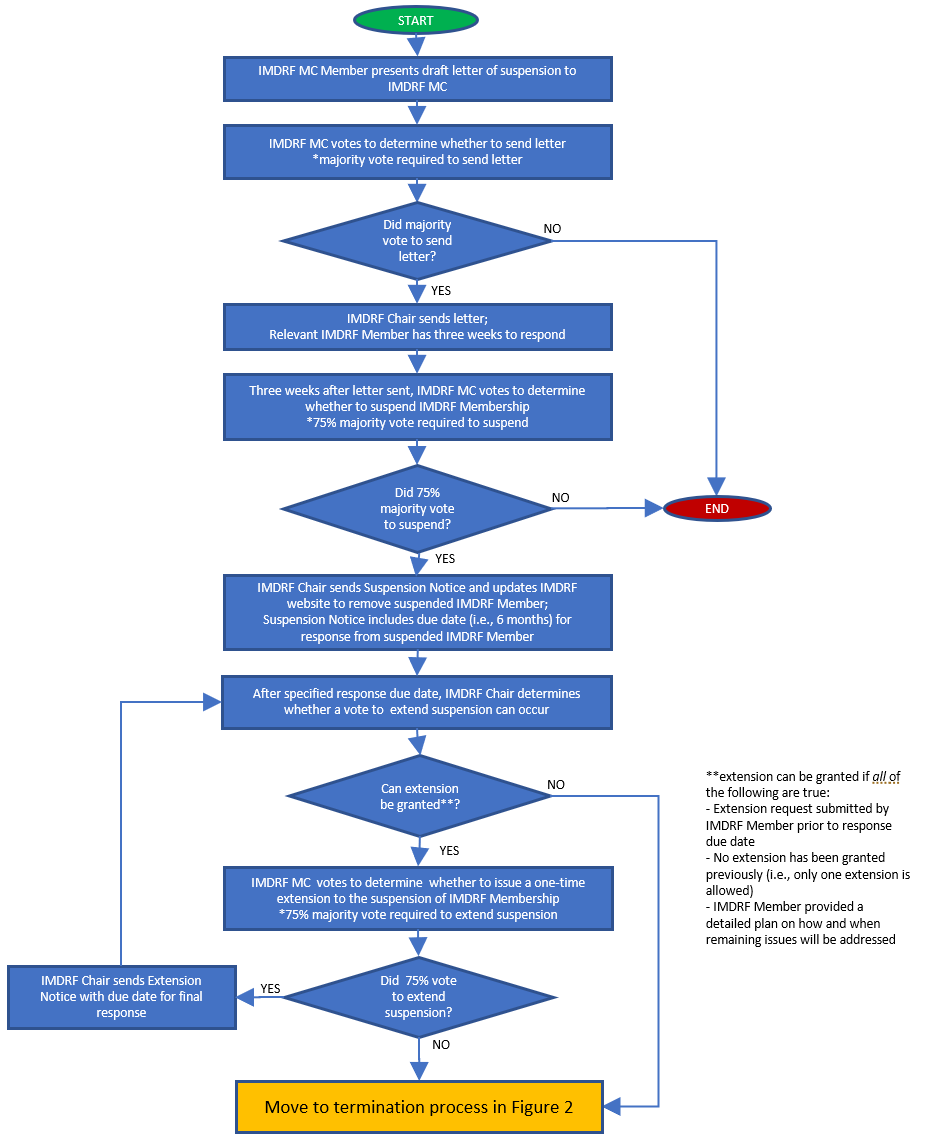 START
IMDRF MC Member presents draft letter of suspension to
IMDRF MC
IMDRF MC votes to determine whether to send letter
*majority vote required to send letter
Did majority
vote to send
letter?
NO
YES
IMDRF Chair sends letter;
Relevant IMDRF Member has three weeks to respond
Three weeks after letter sent, IMDRF MC votes to determine
whether to suspend IMDRF Membership
*75% majority vote required to suspend
Did 75%
majority vote
to suspend?
NO
END
YES
IMDRF Chair sends Suspension Notice and updates IMDRF
website to remove suspended IMDRF Member;
Suspension Notice includes due date (i.e., 6 months) for
response from suspended IMDRF Member
After specified response due date, IMDRF Chair determines
whether a vote to extend suspension can occur
Can extension
be granted**?
NO
YES
**extension can be granted if all of
the following are true:
- Extension request submitted by
IMDRF Member prior to response
due date
- No extension has been granted
previously (i.e., only one extension is
allowed)
- IMDRF Member provided a
detailed plan on how and when
remaining issues will be addressed
IMDRF MC votes to determine whether to issue a one-time
extension to the suspension of IMDRF Membership
*75% majority vote required to extend suspension
Did 75% vote
to extend
suspension?
YES
IMDRF Chair sends Extension
Notice with due date for final
response
NO
Move to termination process in Figure 2